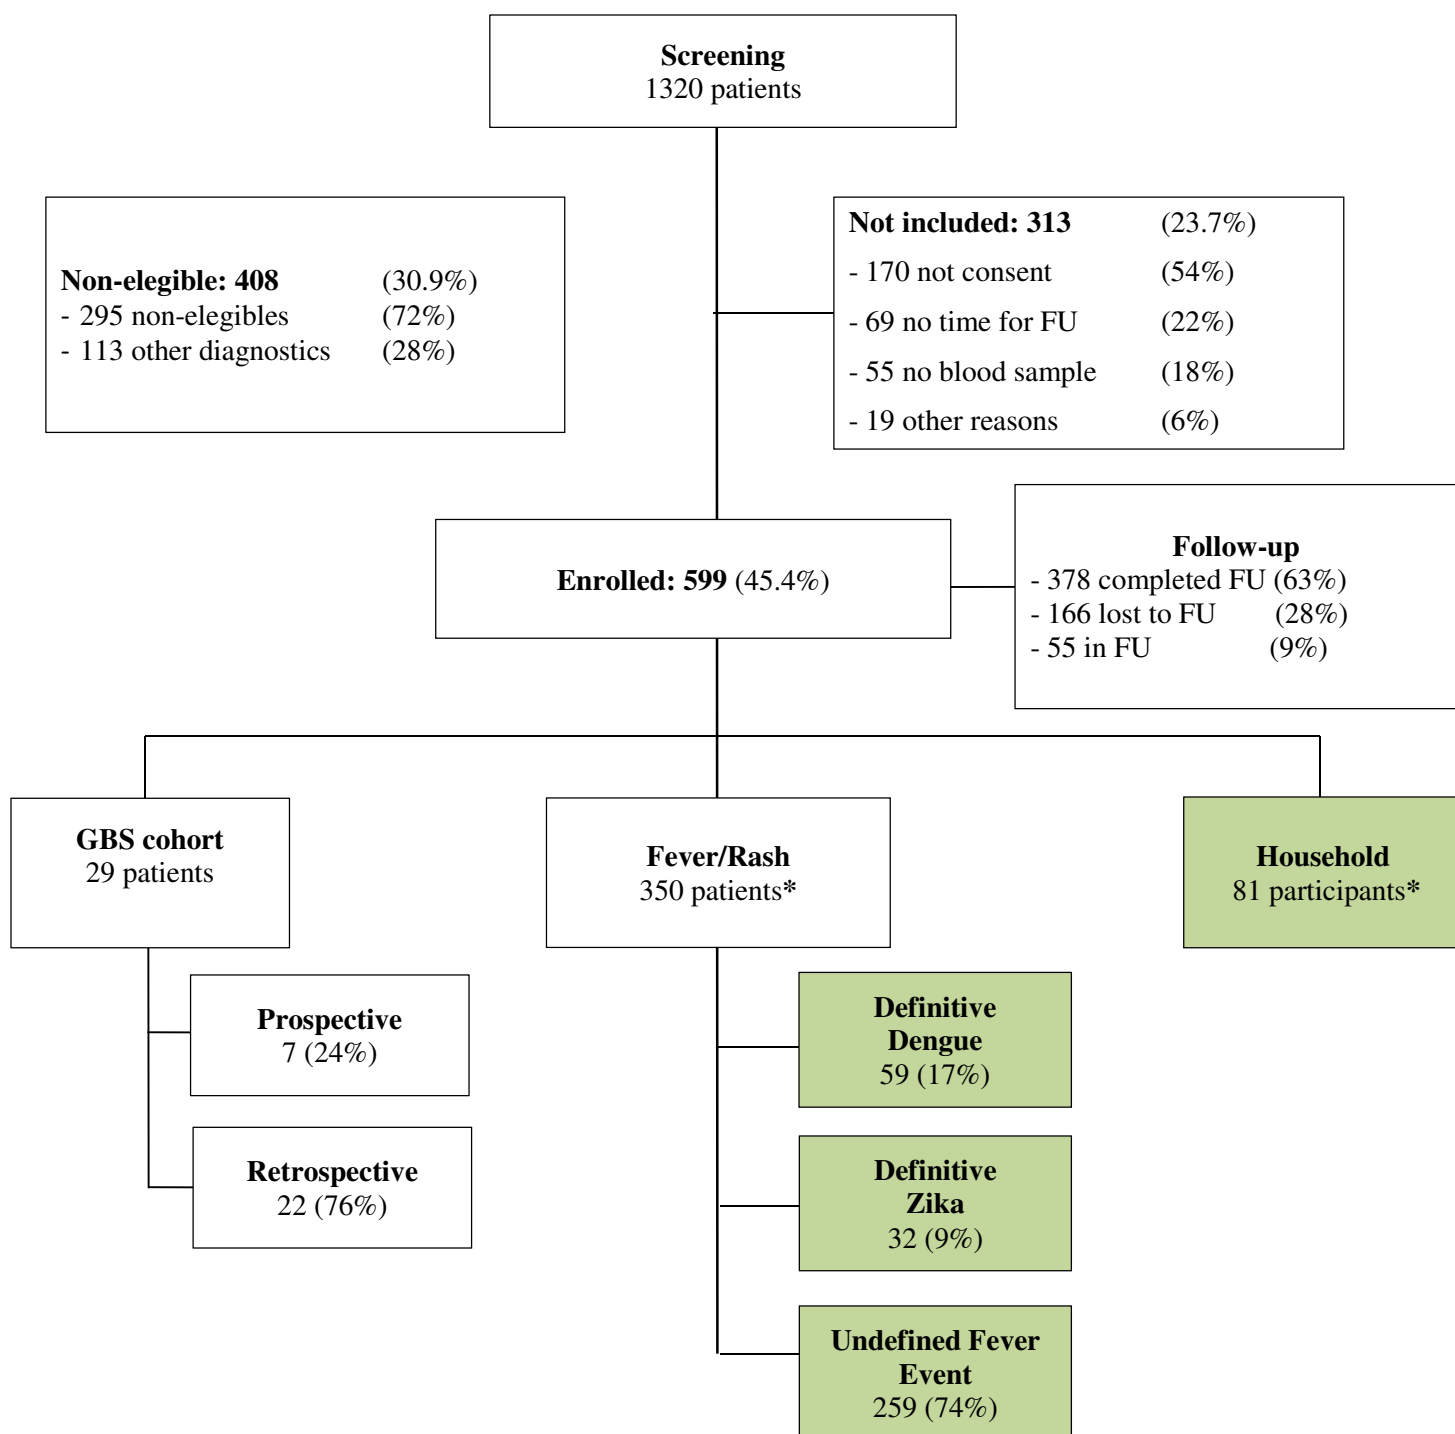 Screening
1320 patients
Non-elegible: 408 (30.9%)
- 295 non-elegibles (72%)
- 113 other diagnostics (28%)
Not included: 313 (23.7%)
- 170 not consent (54%)
- 69 no time for FU (22%)
- 55 no blood sample (18%)
- 19 other reasons (6%)
Enrolled: 599 (45.4%)
Follow-up
- 378 completed FU (63%)
- 166 lost to FU (28%)
- 55 in FU (9%)
GBS cohort
29 patients
Fever/Rash
350 patients*
Household
81 participants*
Prospective
7 (24%)
Retrospective
22 (76%)
Definitive
Dengue
59 (17%)
Definitive
Zika
32 (9%)
Undefined Fever
Event
259 (74%)